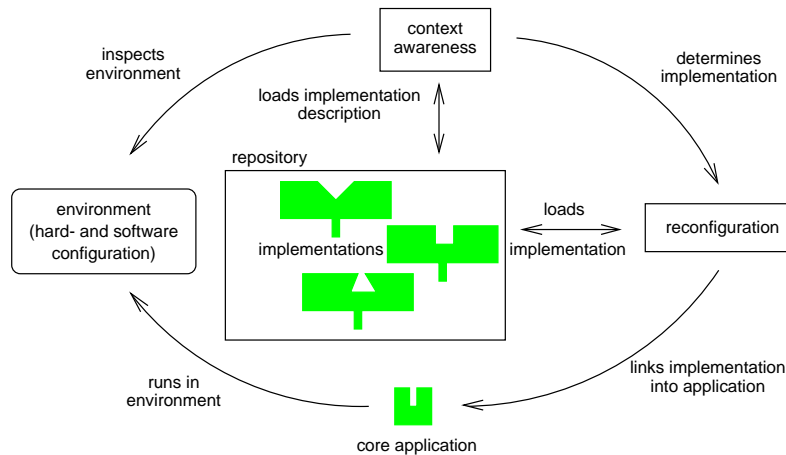 context
awareness
inspects
environment
determines
implementation
loads implementation
description
repository
environment
(hard- and software
configuration)
implementations
loads
implementation
reconfiguration
links implementation
into application
runs in
environment
core application